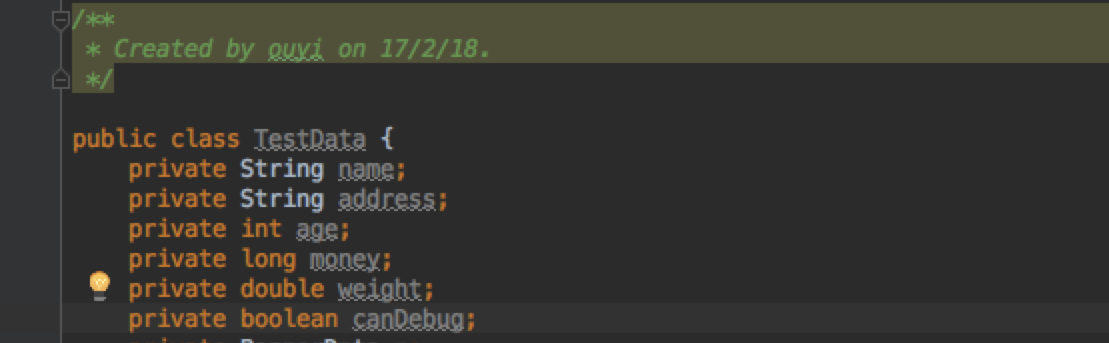 /**
 * Created by ouyi on 17/2/18.
 */
public class TestData {
    private String name;
    private String address;
    private int age;
    private long money;
    private double weight;
    private boolean canDebug;